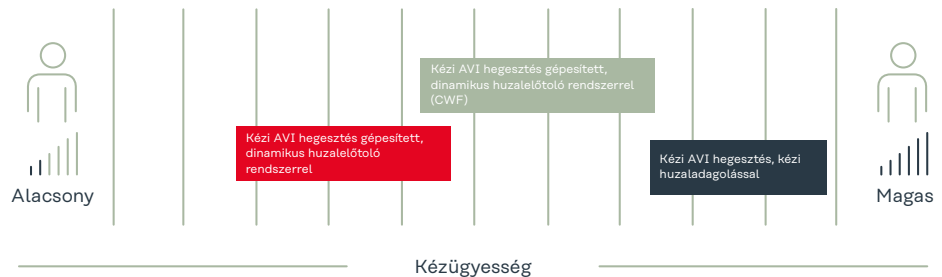 Kézi AVI hegesztés gépesített,
dinamikus huzalelőtoló rendszerrel
(CWF)
Kézi AVI hegesztés gépesített,
dinamikus huzalelőtoló
rendszerrel
Kézi AVI hegesztés, kézi
huzaladagolással
Alacsony
Magas
Kézügyesség